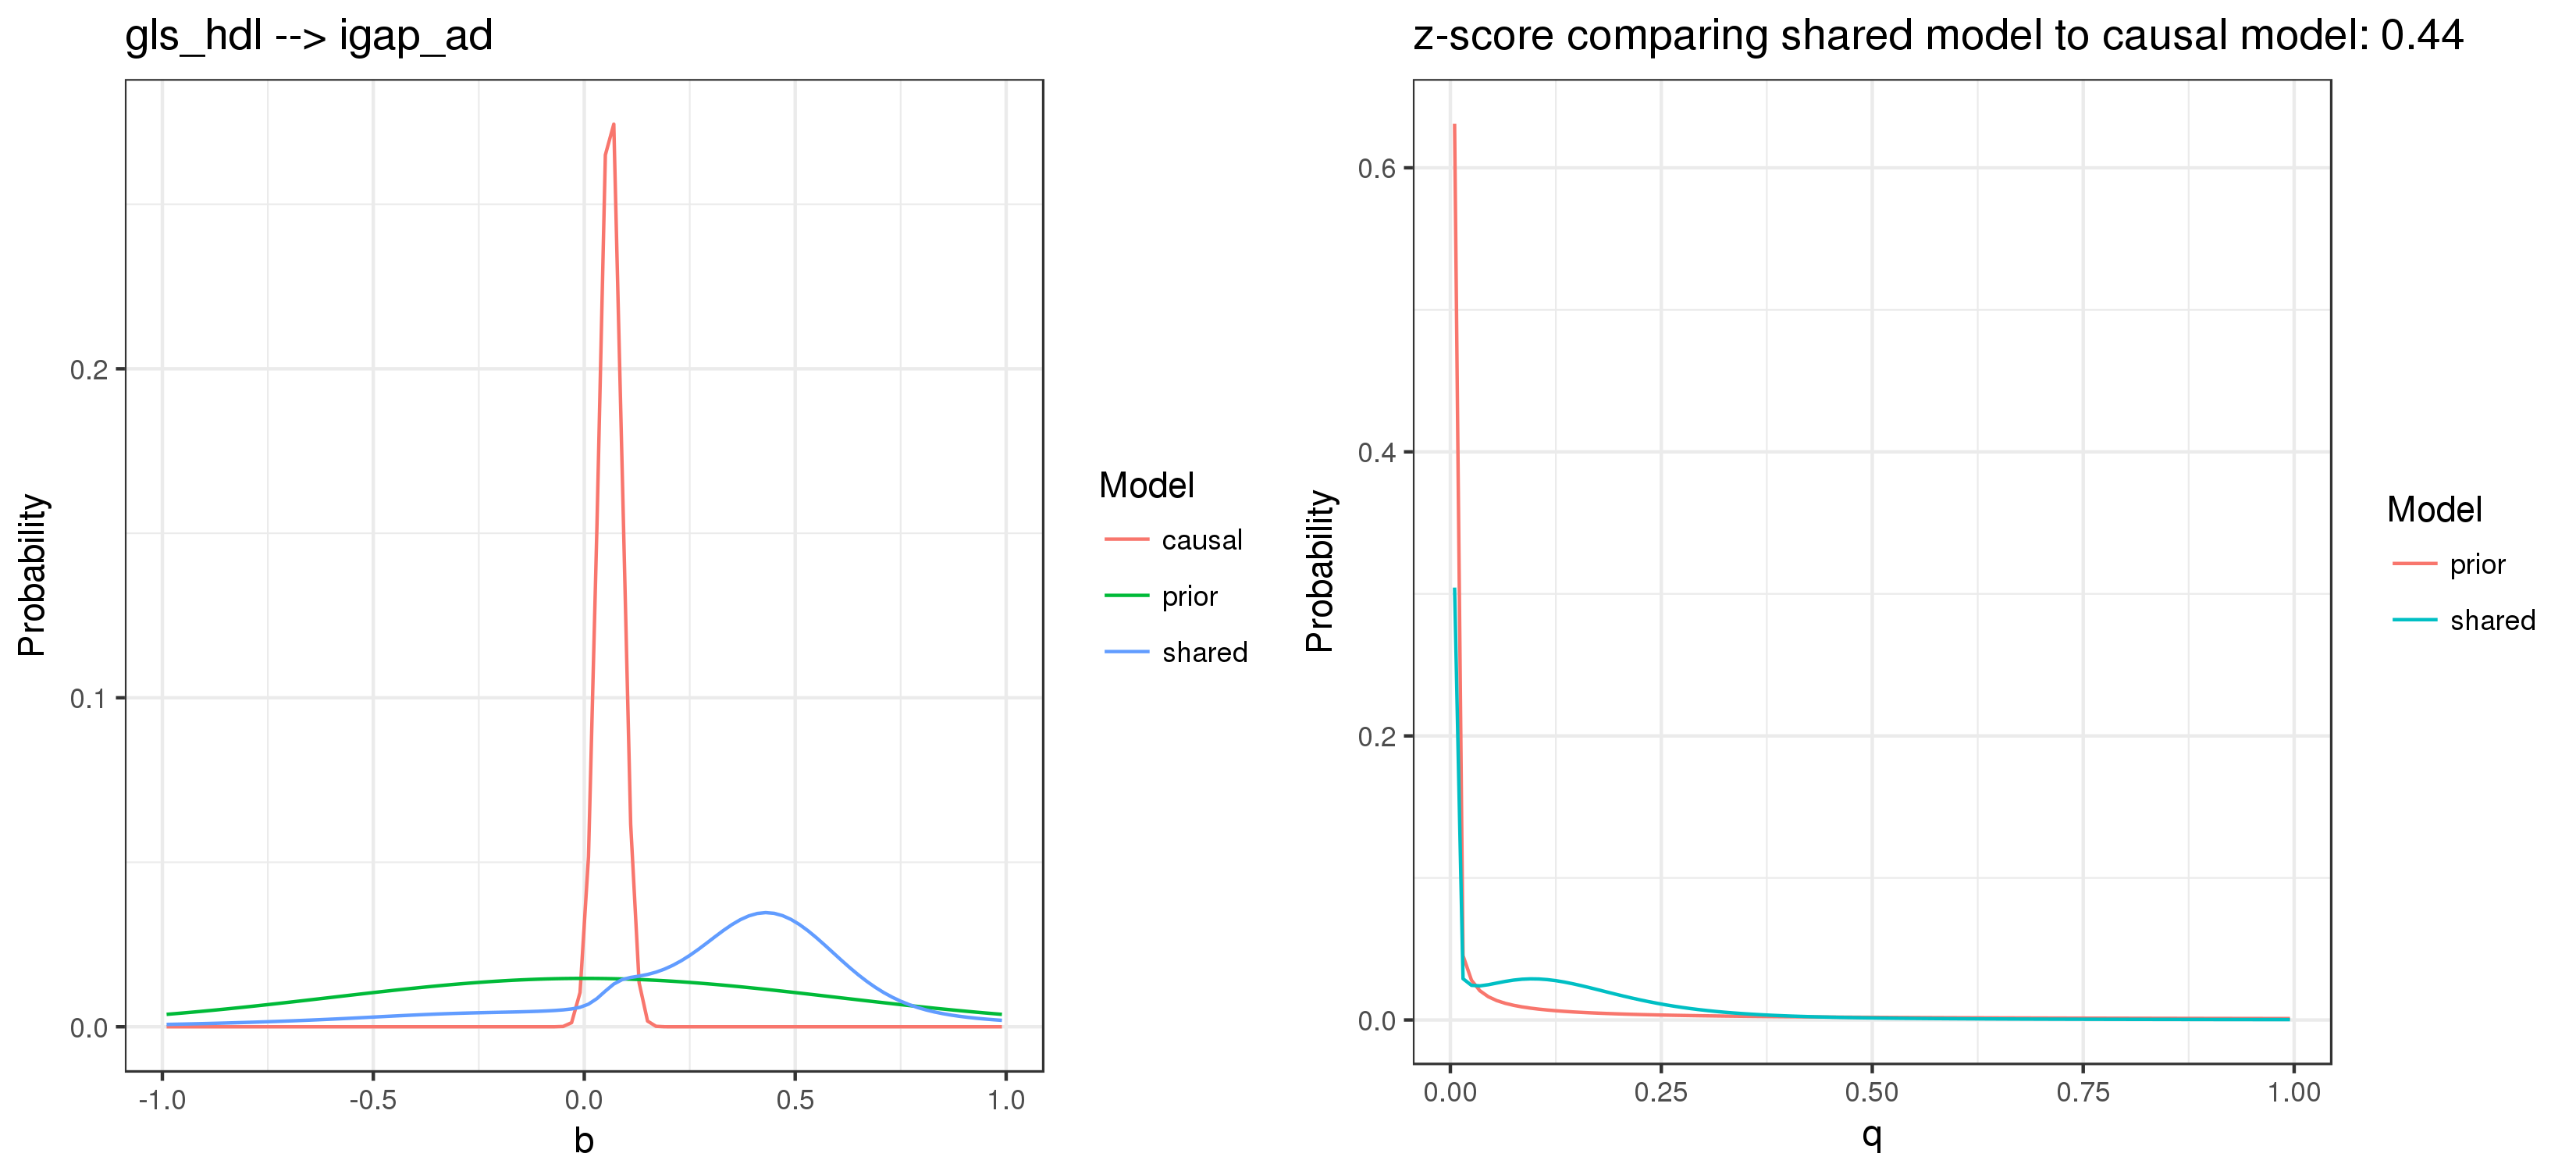 gls_hdl --> igap_ad
Probability
0.2
0.1
0.0
-1.0 -0.5 0.0 0.5 1.0
b
Model
causal
prior
shared
z-score comparing shared model to causal model: 0.44
Probability
0.6
0.4
0.2
0.0
0.00 0.25 0.50 0.75 1.00
q
Model
prior
shared